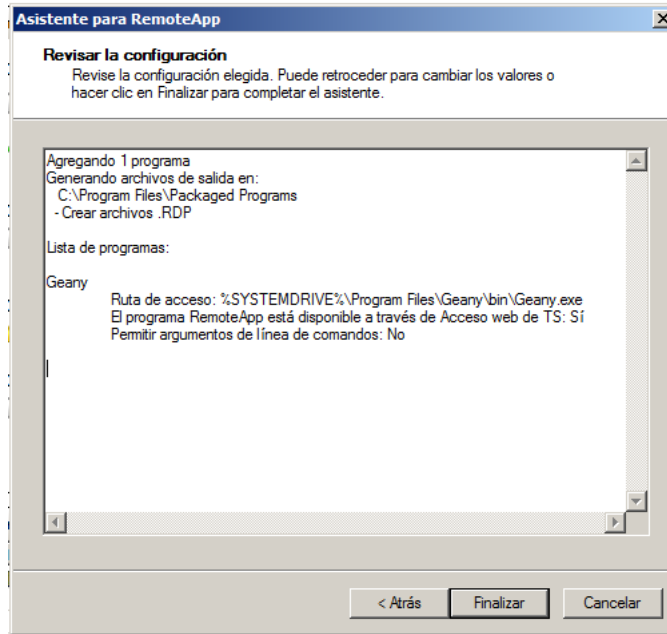 Asistente para RemoteApp
Revisar la configuración
Revise la configuración elegida. Puede retroceder para cambiar los valores o
hacer clic en Finalizar para completar el asistente.
Agregando 1 programa
Generando archivos de salida en:
C:\Program Files\Packaged Programs
- Crear archivos .RDP
Lista de programas:
Geany
Ruta de acceso: %SYSTEMDRIVE%\Program Files\Geany\bin\Geany.exe
El programa RemoteApp está disponible a través de Acceso web de TS: Sí
Permitir argumentos de línea de comandos: No
< Atrás
Finalizar
Cancelar